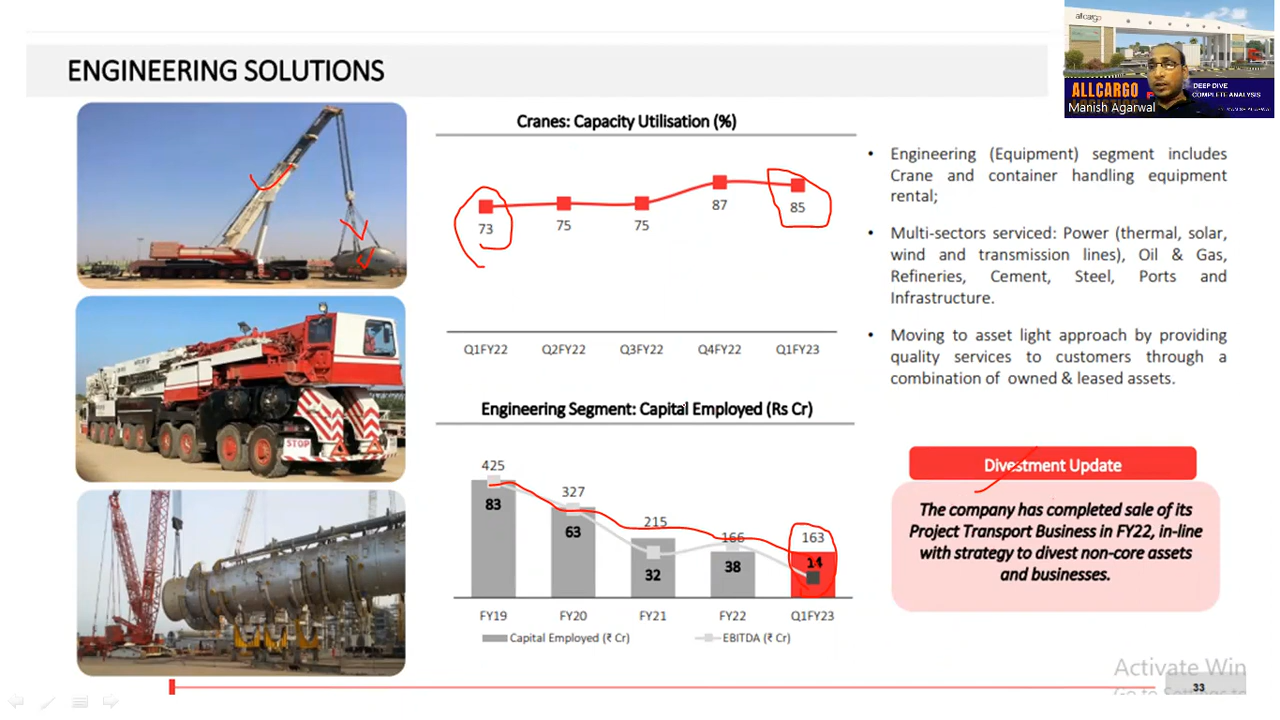 ENGINEERING SOLUTIONS
allcargo
ALLCARGO
DEEP DIVE
COMPLETE ANALYSIS
LOGISTICS
Manish Agarwal
Cranes: Capacity Utilisation (%)
73
75
75
87
85
Q1FY22
Q2FY22
Q3FY22
Q4FY22
Q1FY23
Engineering Segment: Capital Employed (Rs Cr)
425
327
215
166
163
83
63
32
38
14
FY19
FY20
FY21
FY22
Q1FY23
Capital Employed (₹ Cr)
EBITDA (₹ Cr)
• Engineering (Equipment) segment includes
Crane and container handling equipment
rental;
• Multi-sectors serviced: Power (thermal, solar,
wind and transmission lines), Oil & Gas,
Refineries, Cement, Steel, Ports and
Infrastructure.
• Moving to asset light approach by providing
quality services to customers through a
combination of owned & leased assets.
Divestment Update
The company has completed sale of its
Project Transport Business in FY22, in-line
with strategy to divest non-core assets
and businesses.
STOP
Activate Win
33